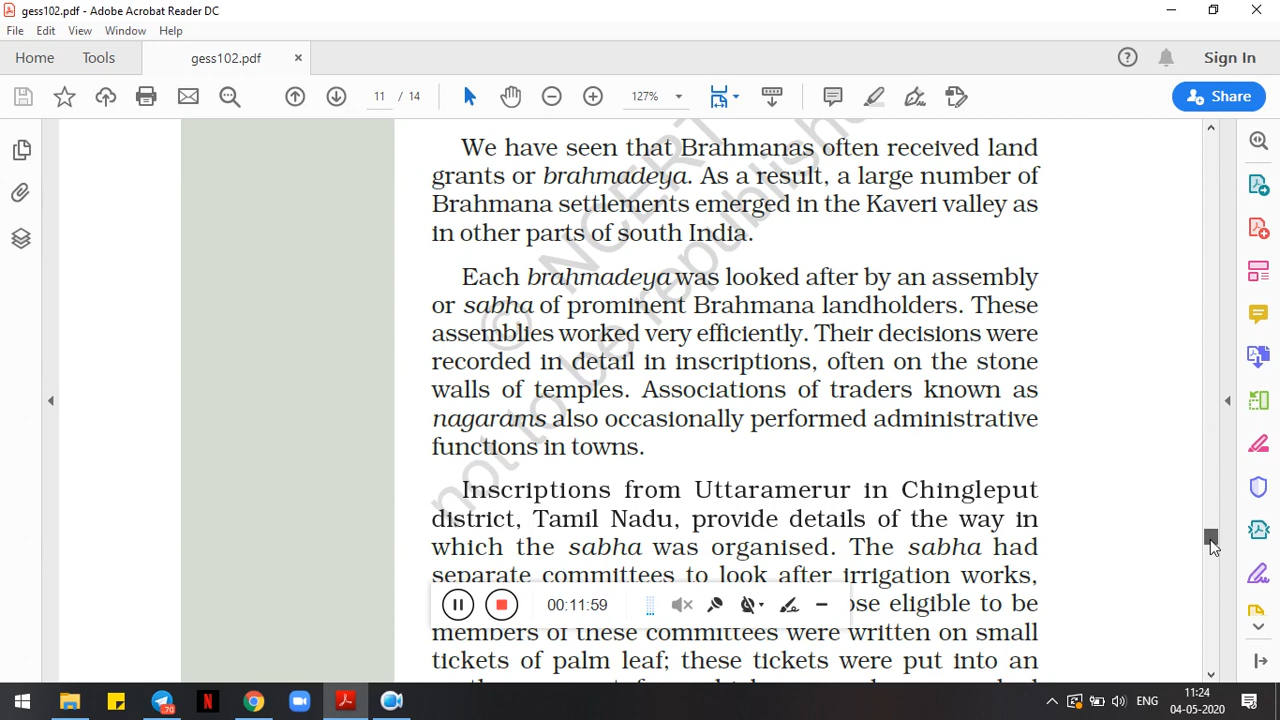 gess102.pdf - Adobe Acrobat Reader DC
File Edit View Window Help
Home Tools gess102.pdf × Sign In
11 / 14 127% Share
We have seen that Brahmanas often received land
grants or brahmadeya. As a result, a large number of
Brahmana settlements emerged in the Kaveri valley as
in other parts of south India.
Each brahmadeya was looked after by an assembly
or sabha of prominent Brahmana landholders. These
assemblies worked very efficiently. Their decisions were
recorded in detail in inscriptions, often on the stone
walls of temples. Associations of traders known as
nagarams also occasionally performed administrative
functions in towns.
Inscriptions from Uttaramerur in Chingleput
district, Tamil Nadu, provide details of the way in
which the sabha was organised. The sabha had
separate committees to look after irrigation works,
00:11:59
ose eligible to be
members of these committees were written on small
tickets of palm leaf; these tickets were put into an
© NCERT
not to be republishe
70
ENG
11:24
04-05-2020